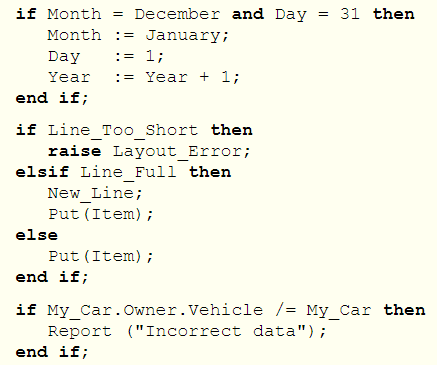 if Month = December and Day = 31 then
   Month := January;
   Day   := 1;
   Year  := Year + 1;
end if;
if Line_Too_Short then
   raise Layout_Error;
elsif Line_Full then
   New_Line;
   Put(Item);
else
   Put(Item);
end if;
if My_Car.Owner.Vehicle /= My_Car then
   Report ("Incorrect data");
end if;